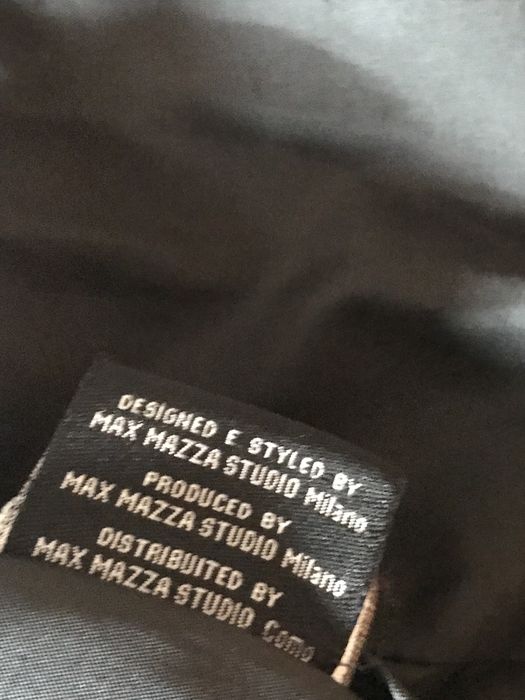 DESIGNED E STYLED BY
MAX MAZZA STUDIO Milano
PRODUCED BY
MAX MAZZA STUDIO Milano
DISTRIBUITED BY
MAX MAZZA STUDIO Como